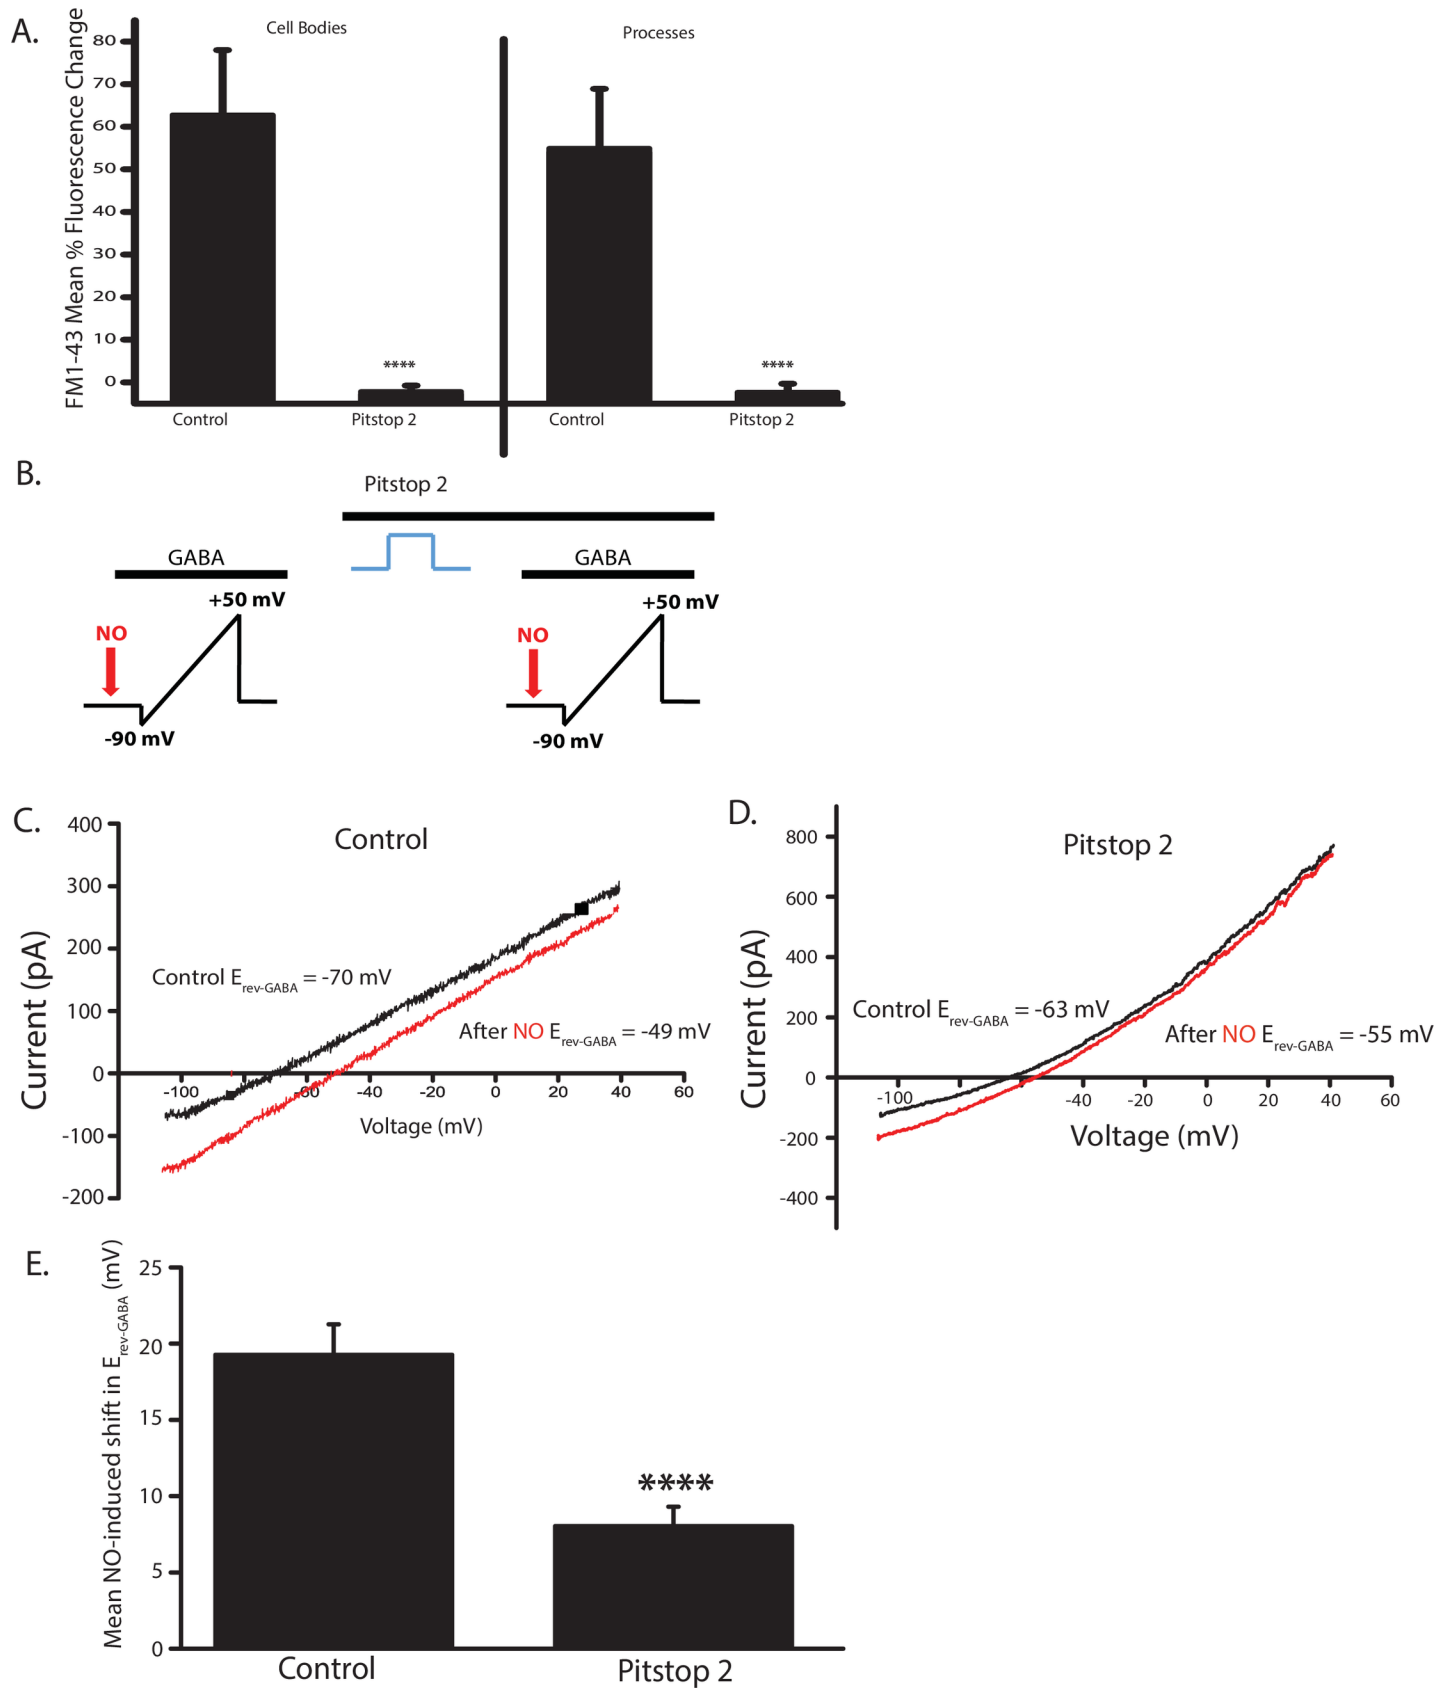 A.
FM1-43 Mean % Fluorescence Change
Cell Bodies
Processes
80
70
60
50
40
30
20
10
0
****
****
Control
Pitstop 2
Control
Pitstop 2
B.
Pitstop 2
GABA
GABA
+50 mV
+50 mV
NO
NO
-90 mV
-90 mV
C.
Control
Current (pA)
400
300
200
100
0
-100
-200
Control Erev-GABA = -70 mV
After NO Erev-GABA = -49 mV
-100
-80
-60
-40
-20
0
20
40
60
Voltage (mV)
D.
Pitstop 2
Current (pA)
800
600
400
200
0
-200
-400
Control Erev-GABA = -63 mV
After NO Erev-GABA = -55 mV
-100
-40
-20
0
20
40
60
Voltage (mV)
E.
Mean NO-induced shift in Erev-GABA (mV)
25
20
15
10
5
0
****
Control
Pitstop 2